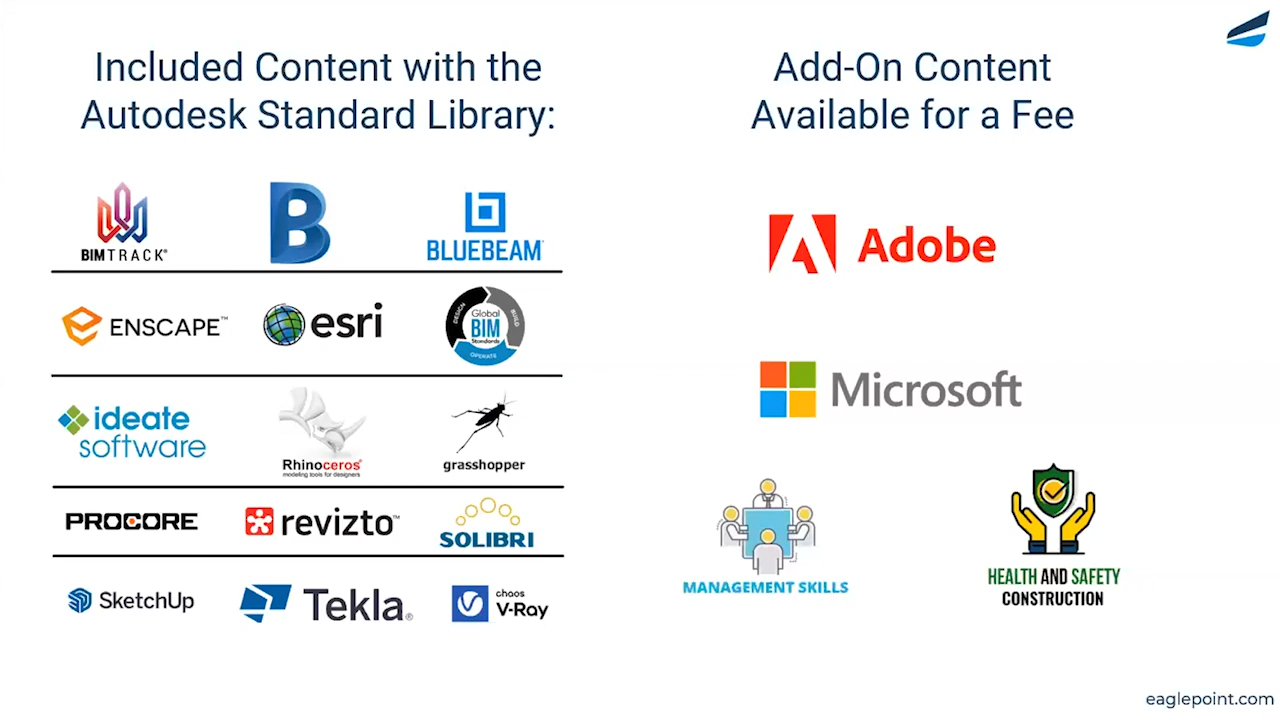 Included Content with the
Autodesk Standard Library:
Add-On Content
Available for a Fee
BIMTRACK®
B
BLUEBEAM®
ENSCAPE™
esri
DESIGN
BUILD
Global
BIM
Standards
OPERATE
ideate
software
Rhinoceros®
modeling tools for designers
grasshopper
PROCORE
revizto™
SOLIBRI
SketchUp
Tekla®
chaos
V-Ray
Adobe
Microsoft
MANAGEMENT SKILLS
HEALTH AND SAFETY
CONSTRUCTION
eaglepoint.com